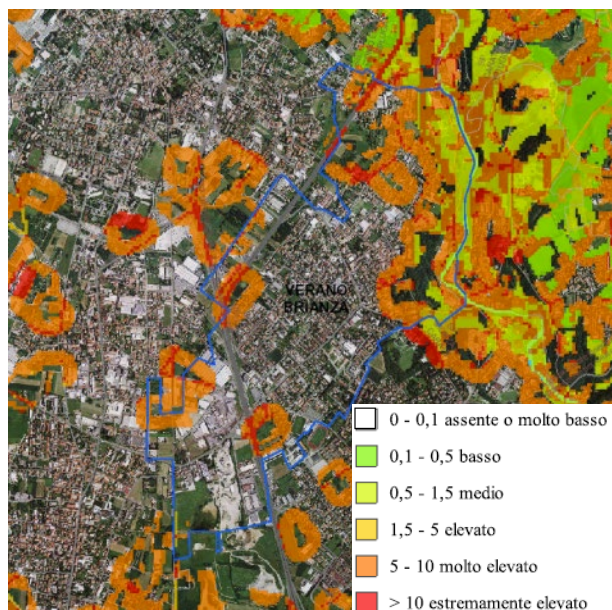 VERANO
BRIANZA
0 - 0,1 assente o molto basso
0,1 - 0,5 basso
0,5 - 1,5 medio
1,5 - 5 elevato
5 - 10 molto elevato
> 10 estremamente elevato